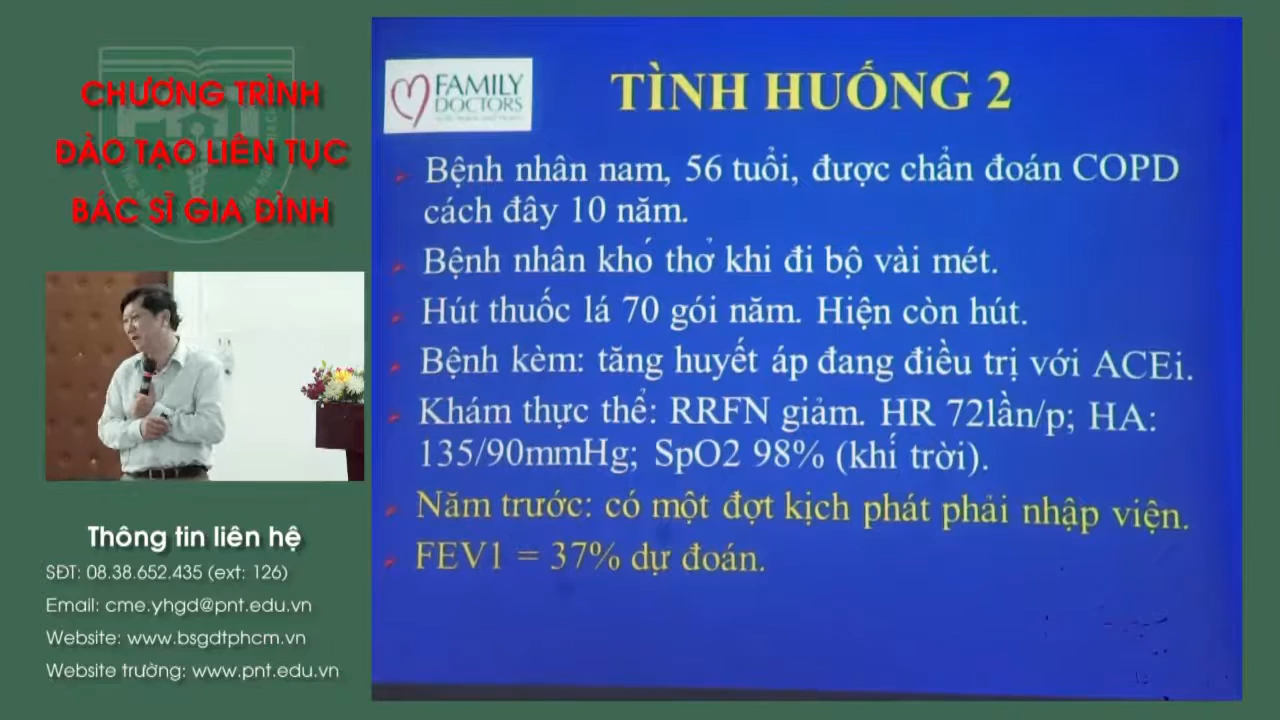 CHƯƠNG TRÌNH
ĐÀO TẠO LIÊN TỤC
BÁC SĨ GIA ĐÌNH
Thông tin liên hệ
SĐT: 08.38.652.435 (ext: 126)
Email: cme.yhgd@pnt.edu.vn
Website: www.bsgdtphcm.vn
Website trường: www.pnt.edu.vn
FAMILY
DOCTORS
TÌNH HUỐNG 2
Bệnh nhân nam, 56 tuổi, được chẩn đoán COPD
cách đây 10 năm.
Bệnh nhân khó thở khi đi bộ vài mét.
Hút thuốc lá 70 gói năm. Hiện còn hút.
Bệnh kèm: tăng huyết áp đang điều trị với ACEi.
Khám thực thể: RRFN giảm. HR 72lần/p; HA:
135/90mmHg; SpO2 98% (khí trời).
Năm trước: có một đợt kịch phát phải nhập viện.
FEV1 = 37% dự đoán.